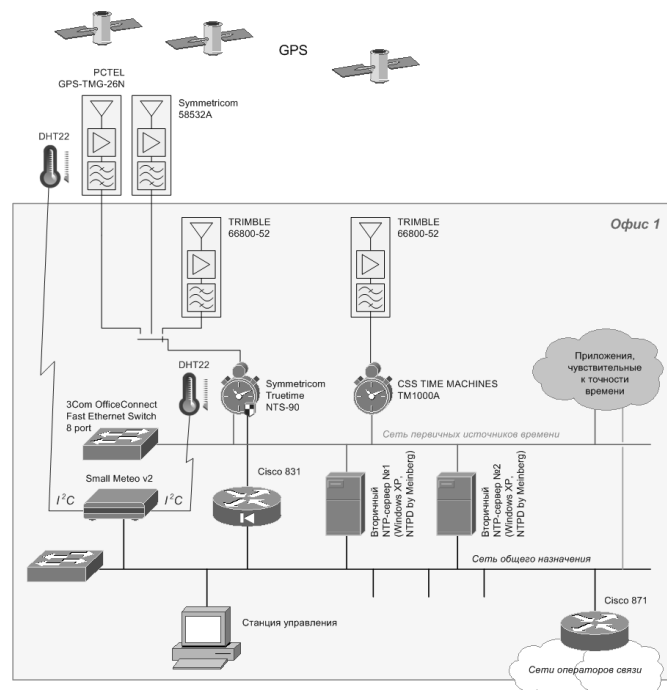 GPS
PCTEL
GPS-TMG-26N
Symmetricom
58532A
DHT22
Офис 1
TRIMBLE
66800-52
TRIMBLE
66800-52
Приложения,
чувствительные
к точности
времени
DHT22
Symmetricom
Truetime
NTS-90
CSS TIME MACHINES
TM1000A
3Com OfficeConnect
Fast Ethernet Switch
8 port
Сеть первичных источников времени
Small Meteo v2
I²C
I²C
Cisco 831
Вторичный
NTP-сервер №1
(Windows XP,
NTPD by Meinberg)
Вторичный
NTP-сервер №2
(Windows XP,
NTPD by Meinberg)
Сеть общего назначения
Станция управления
Cisco 871
Сети операторов связи